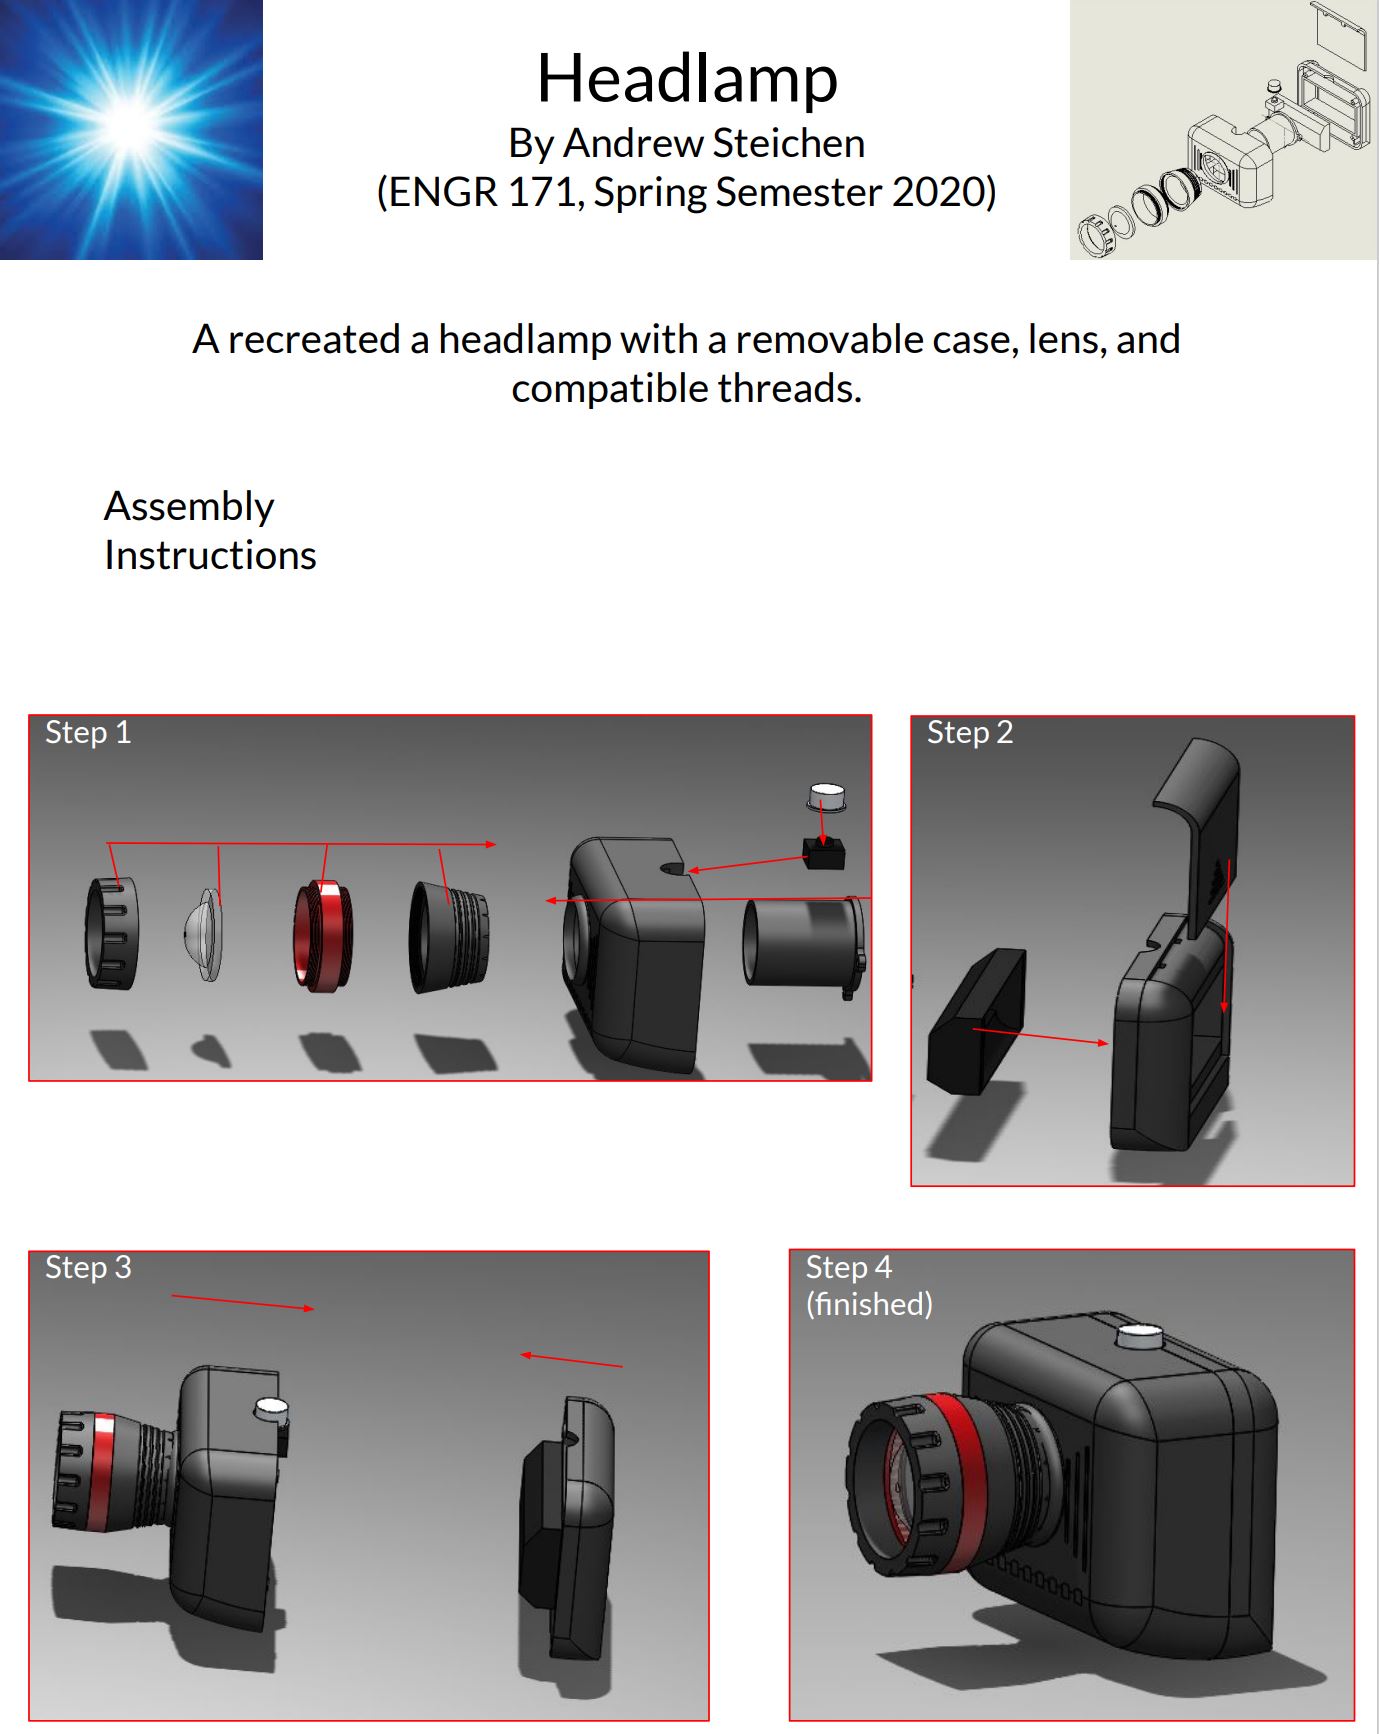 Headlamp
By Andrew Steichen
(ENGR 171, Spring Semester 2020)
A recreated a headlamp with a removable case, lens, and
compatible threads.
Assembly
Instructions
Step 1
Step 2
Step 3
Step 4
(finished)